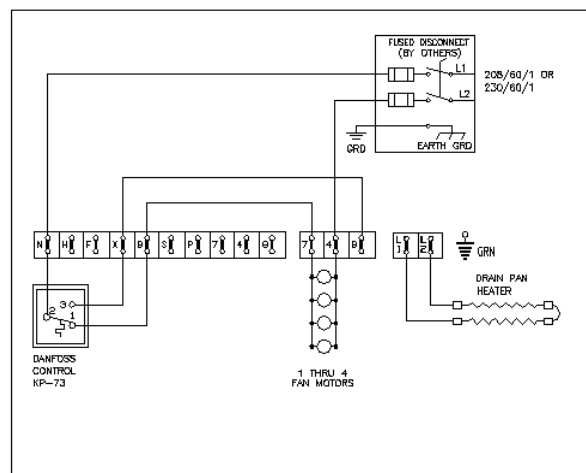 FUSED DISCONNECT
(BY OTHERS)
L1
208/60/1 OR
230/60/1
L2
GRD
EARTH GRD
N H F X B S P 7 4 9
7 4 9
L1 L2
GRN
DRAIN PAN
HEATER
3
2
1
DANFOSS
CONTROL
KP-73
1 THRU 4
FAN MOTORS